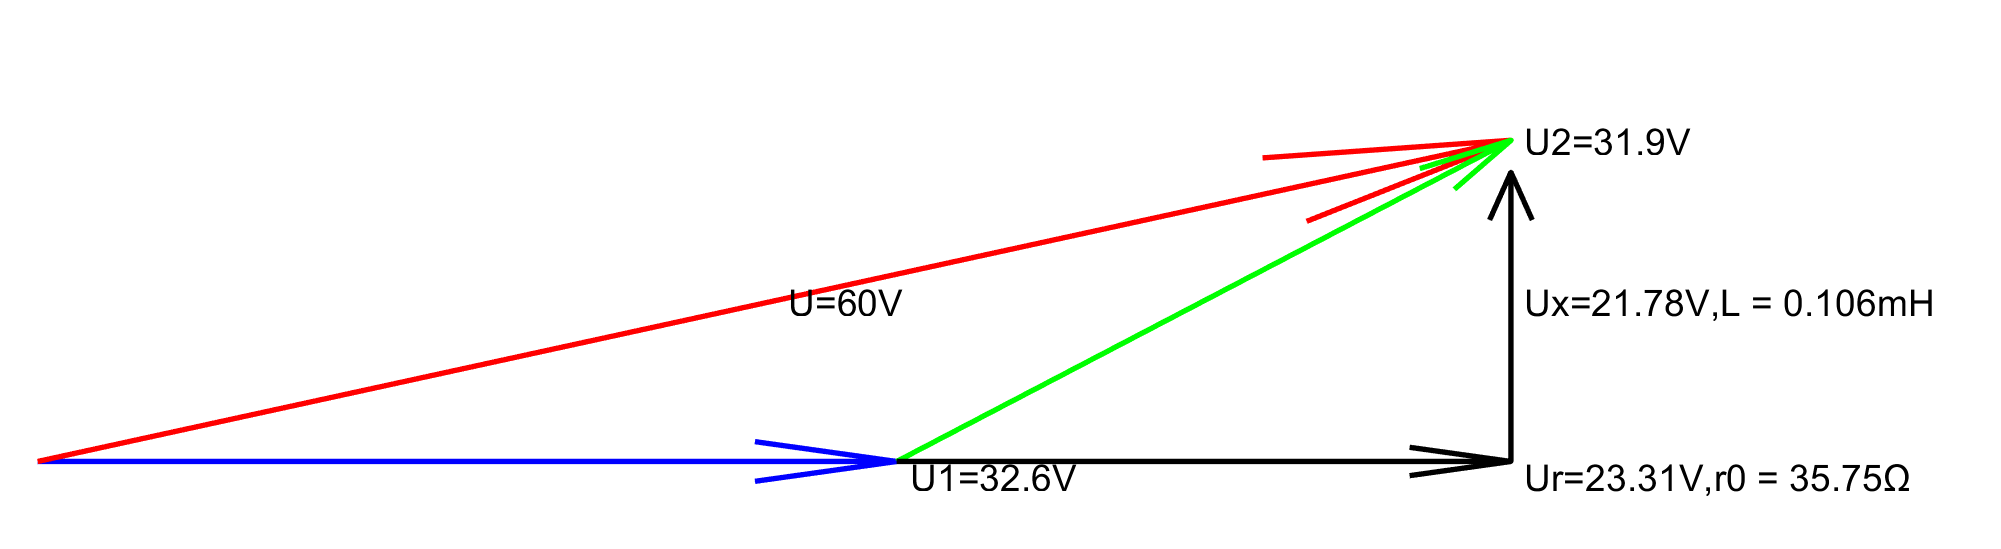 U2=31.9V
U=60V
Ux=21.78V,L = 0.106mH
U1=32.6V
Ur=23.31V,r0 = 35.75Ω